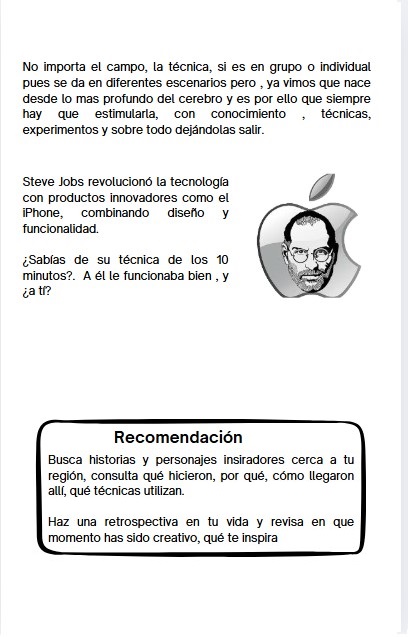 No importa el campo, la técnica, si es en grupo o individual
pues se da en diferentes escenarios pero , ya vimos que nace
desde lo mas profundo del cerebro y es por ello que siempre
hay que estimularla, con conocimiento , técnicas,
experimentos y sobre todo dejándolas salir.
Steve Jobs revolucionó la tecnología
con productos innovadores como el
iPhone, combinando diseño y
funcionalidad.
¿Sabías de su técnica de los 10
minutos?. A él le funcionaba bien , y
¿a tí?
Recomendación
Busca historias y personajes insiradores cerca a tu
región, consulta qué hicieron, por qué, cómo llegaron
allí, qué técnicas utilizan.
Haz una retrospectiva en tu vida y revisa en que
momento has sido creativo, qué te inspira